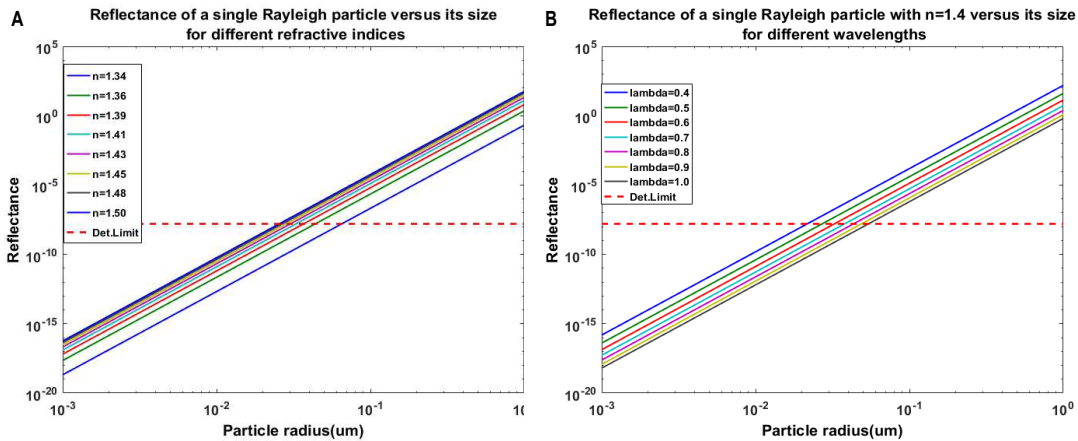 A
Reflectance of a single Rayleigh particle versus its size
for different refractive indices
10^5
10^0
10^-5
10^-10
10^-15
10^-20
Reflectance
n=1.34
n=1.36
n=1.39
n=1.41
n=1.43
n=1.45
n=1.48
n=1.50
Det.Limit
10^-3
10^-2
10^-1
10
Particle radius(um)
B
Reflectance of a single Rayleigh particle with n=1.4 versus its size
for different wavelengths
10^5
10^0
10^-5
10^-10
10^-15
10^-20
Reflectance
lambda=0.4
lambda=0.5
lambda=0.6
lambda=0.7
lambda=0.8
lambda=0.9
lambda=1.0
Det.Limit
10^-3
10^-2
10^-1
10^0
Particle radius(um)